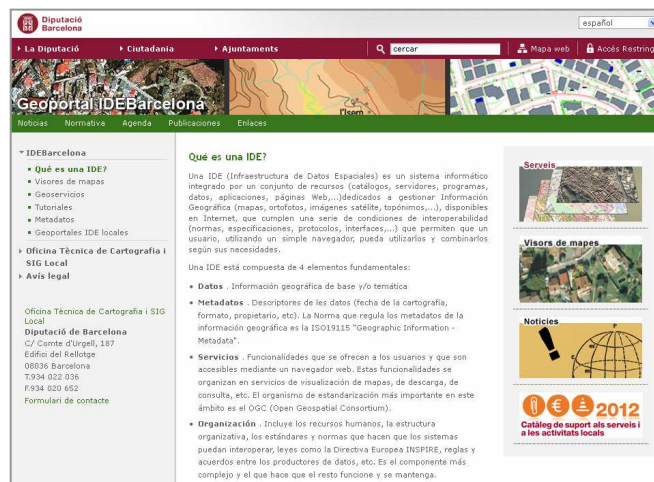 Diputació
Barcelona
español
La Diputació
Ciutadania
Ajuntaments
cercar
Mapa web
Accés Restring
Geoportal IDEBarcelona
Noticias Normativa Agenda Publicaciones Enlaces
IDEBarcelona
Qué es una IDE?
Visores de mapas
Geoservicios
Tutoriales
Metadatos
Geoportales IDE locales
Oficina Tècnica de Cartografia i
SIG Local
Avís legal
Oficina Tècnica de Cartografia i SIG
Local
Diputació de Barcelona
C/ Comte d'Urgell, 187
Edifici del Rellotge
08036 Barcelona
T.934 022 036
F.934 020 652
Formulari de contacte
Qué es una IDE?
Una IDE (Infraestructura de Datos Espaciales) es un sistema informático
integrado por un conjunto de recursos (catálogos, servidores, programas,
datos, aplicaciones, páginas Web,...)dedicados a gestionar Información
Geográfica (mapas, ortofotos, imágenes satélite, topónimos,...), disponibles
en Internet, que cumplen una serie de condiciones de interoperabilidad
(normas, especificaciones, protocolos, interfaces,...) que permiten que un
usuario, utilizando un simple navegador, pueda utilizarlos y combinarlos
según sus necesidades.
Una IDE está compuesta de 4 elementos fundamentales:
Datos . Información geográfica de base y/o temática
Metadatos . Descriptores de les datos (fecha de la cartografía,
formato, propietario, etc). La Norma que regula los metadatos de la
información geográfica es la ISO19115 "Geographic Information -
Metadata".
Servicios . Funcionalidades que se ofrecen a los usuarios y que son
accesibles mediante un navegador web. Estas funcionalidades se
organizan en servicios de visualización de mapas, de descarga, de
consulta, etc. El organismo de estandarización más importante en este
ámbito es el OGC (Open Geospatial Consortium).
Organización . Incluye los recursos humanos, la estructura
organizativa, los estándares y normas que hacen que los sistemas
puedan interoperar, leyes como la Directiva Europea INSPIRE, reglas y
acuerdos entre los productores de datos, etc. Es el componente más
complejo y el que hace que el resto funcione y se mantenga.
Serveis
Visors de mapes
Noticies
2012
Catàleg de suport als serveis i
a les activitats locals